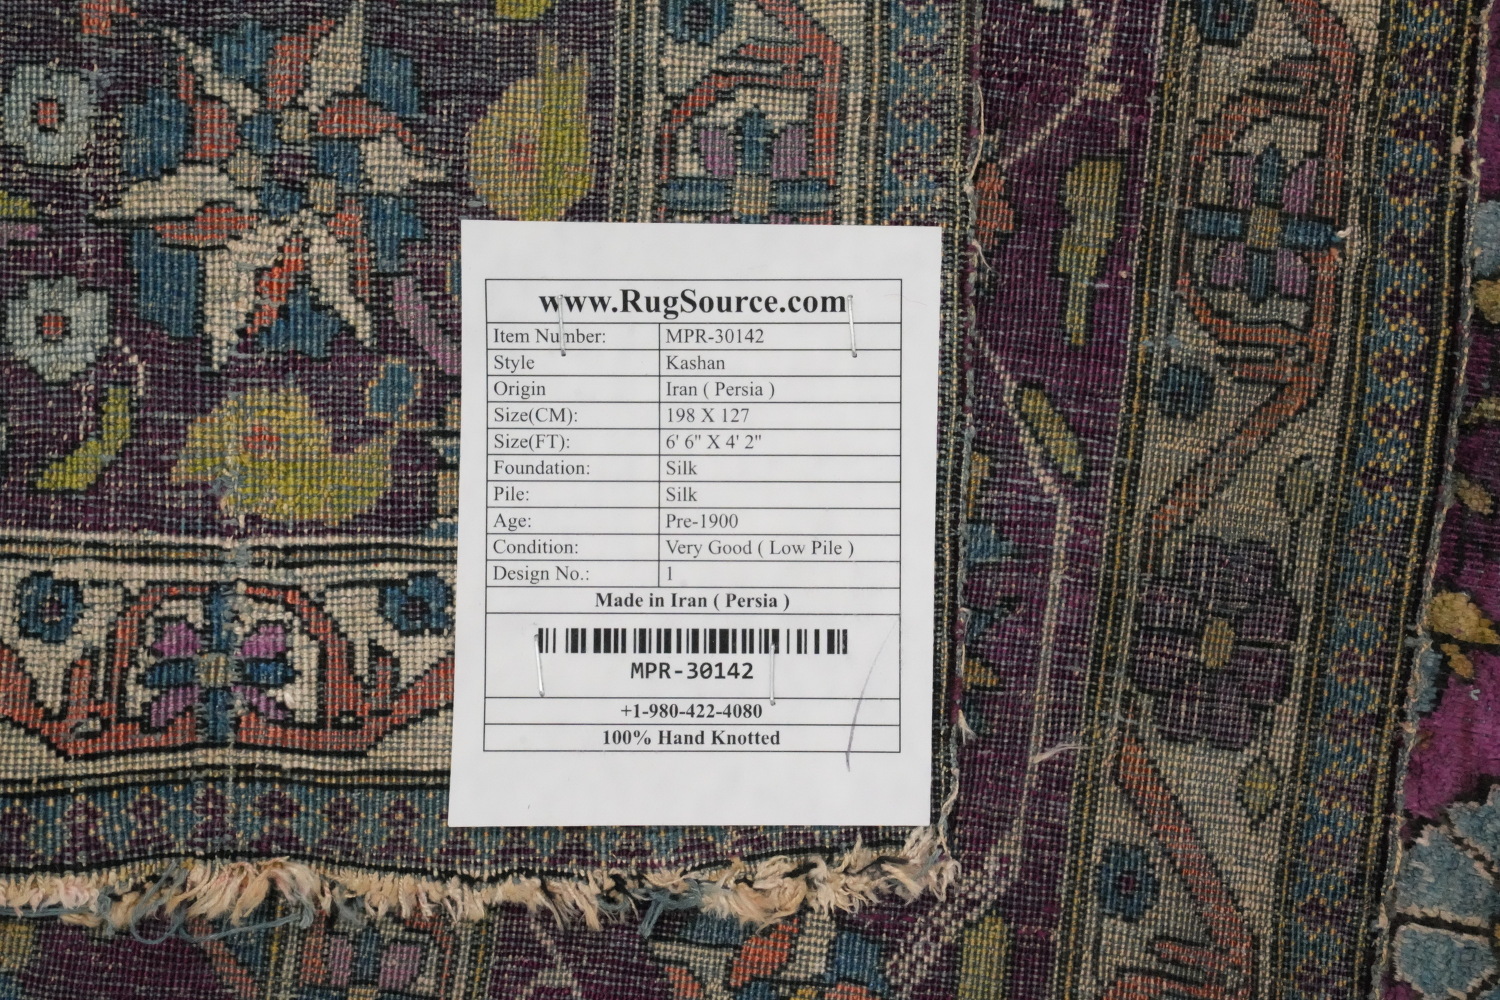 www.RugSource.com
Item Number: MPR-30142
Style Kashan
Origin Iran ( Persia )
Size(CM): 198 X 127
Size(FT): 6' 6" X 4' 2"
Foundation: Silk
Pile: Silk
Age: Pre-1900
Condition: Very Good ( Low Pile )
Design No.: 1
Made in Iran ( Persia )
MPR-30142
+1-980-422-4080
100% Hand Knotted